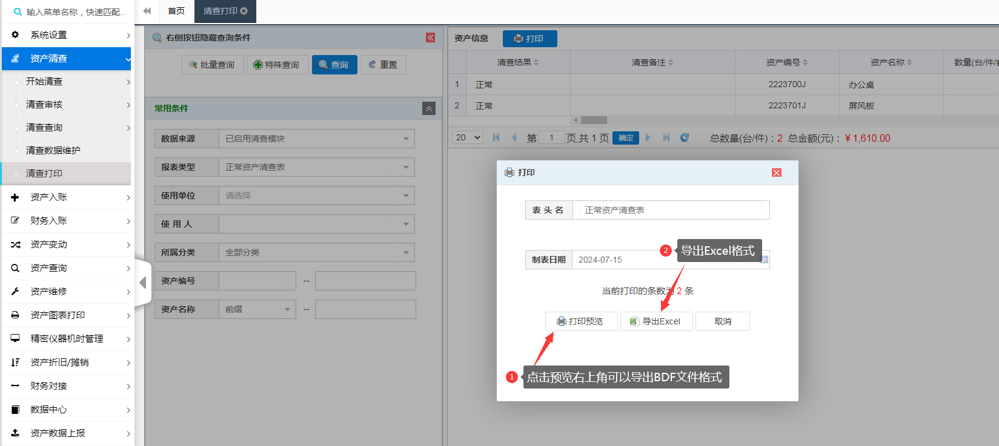 输入菜单名称，快速匹配...
首页
清查打印
系统设置
资产清查
开始清查
清查审核
清查查询
清查数据维护
清查打印
资产入账
财务入账
资产变动
资产查询
资产维修
资产图表打印
精密仪器机时管理
资产折旧/摊销
财务对接
数据中心
资产数据上报
右侧按钮隐藏查询条件
批量查询 特殊查询 查询 重置
常用条件
数据来源 已启用清查模块
报表类型 正常资产清查表
使用单位 请选择
使 用 人
所属分类 全部分类
资产编号 --
资产名称 前缀 --
资产信息 打印
清查结果 清查备注 资产编号 资产名称 数量(台/件/
1 正常 2223700J 办公桌
2 正常 2223701J 屏风板
20 第 1 页,共 1 页 确定 总数量(台/件)：2 总金额(元)：￥1,610.00
打印
表 头 名 正常资产清查表
2 导出Excel格式
制表日期 2024-07-15
当前打印的条数为 2 条
打印预览 导出Excel 取消
1 点击预览右上角可以导出BDF文件格式